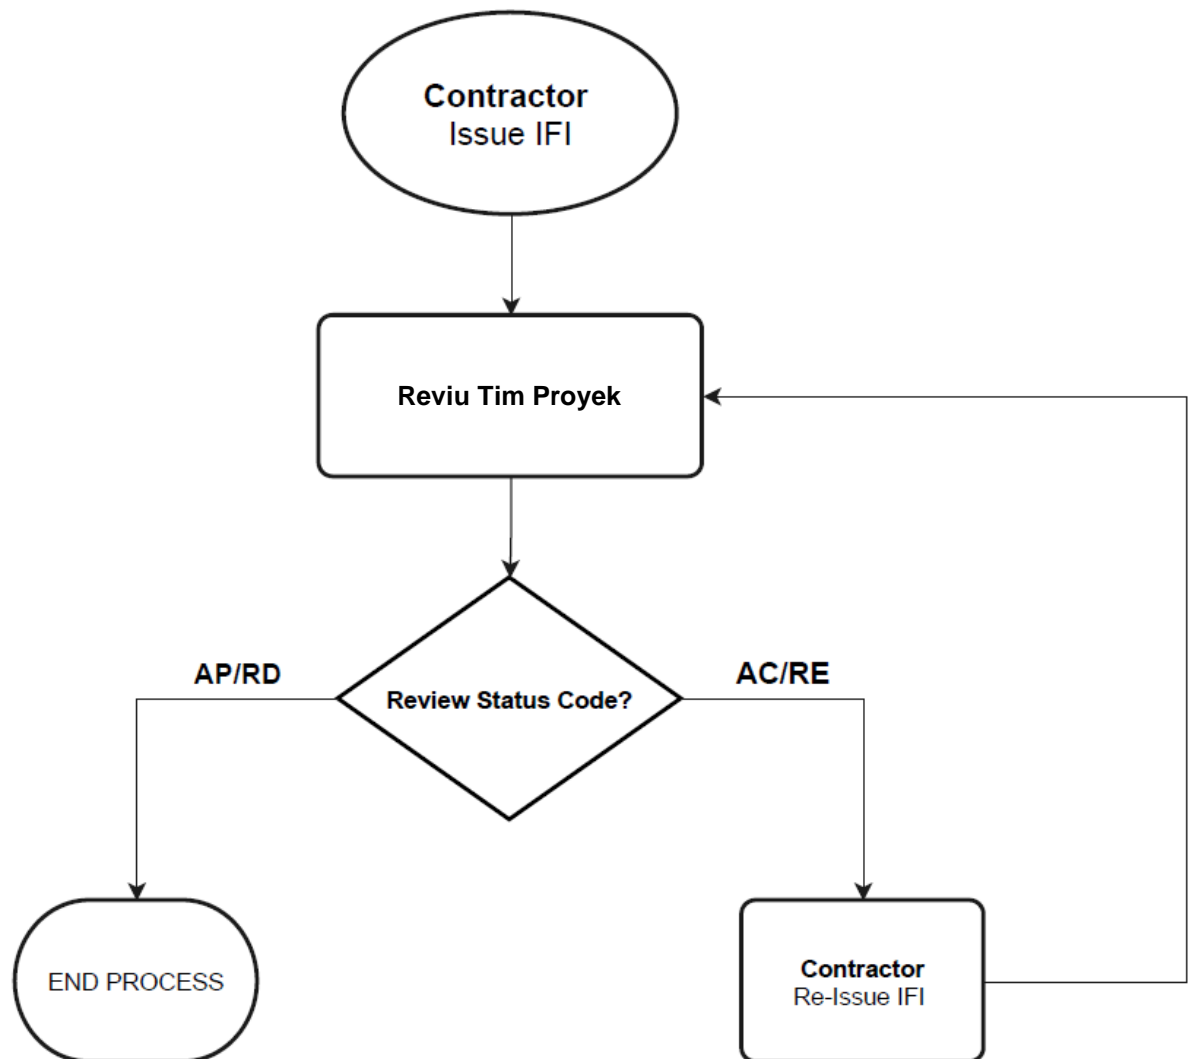 Contractor
Issue IFI
Reviu Tim Proyek
AP/RD
AC/RE
Review Status Code?
END PROCESS
Contractor
Re-Issue IFI